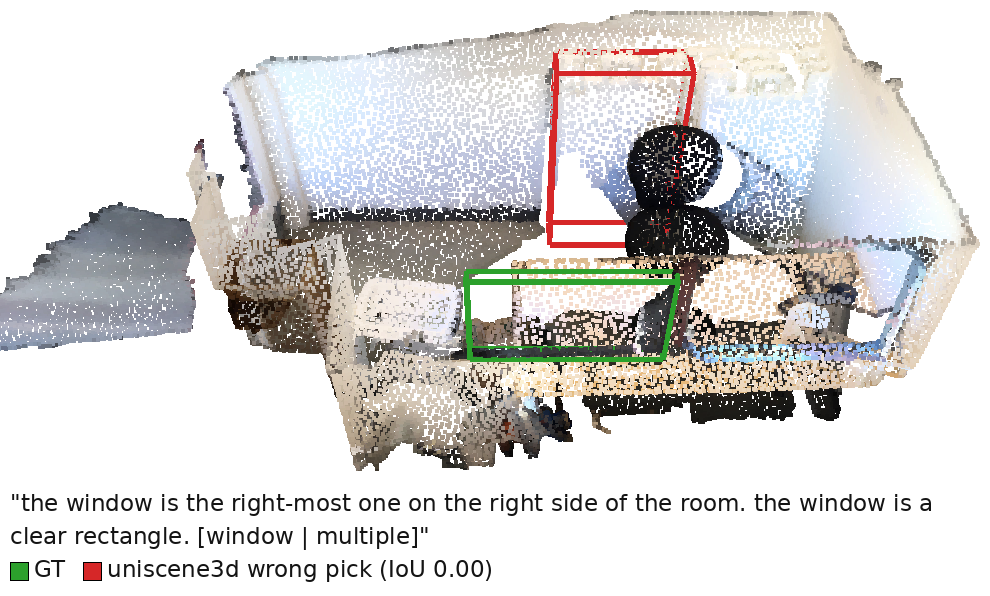 "the window is the right-most one on the right side of the room. the window is a
clear rectangle. [window | multiple]"
GT uniscene3d wrong pick (IoU 0.00)